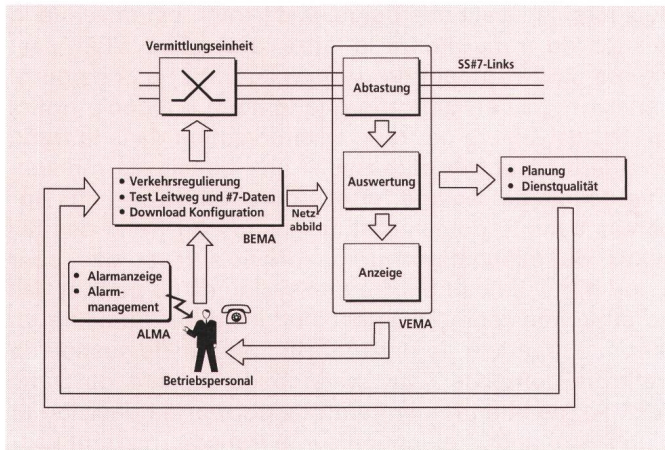 Vermittlungseinheit
SS#7-Links
Abtastung
• Verkehrsregulierung
• Test Leitweg und #7-Daten
• Download Konfiguration
BEMA
Netz-
abbild
Auswertung
• Planung
• Dienstqualität
Anzeige
VEMA
• Alarmanzeige
• Alarm-
management
ALMA
Betriebspersonal